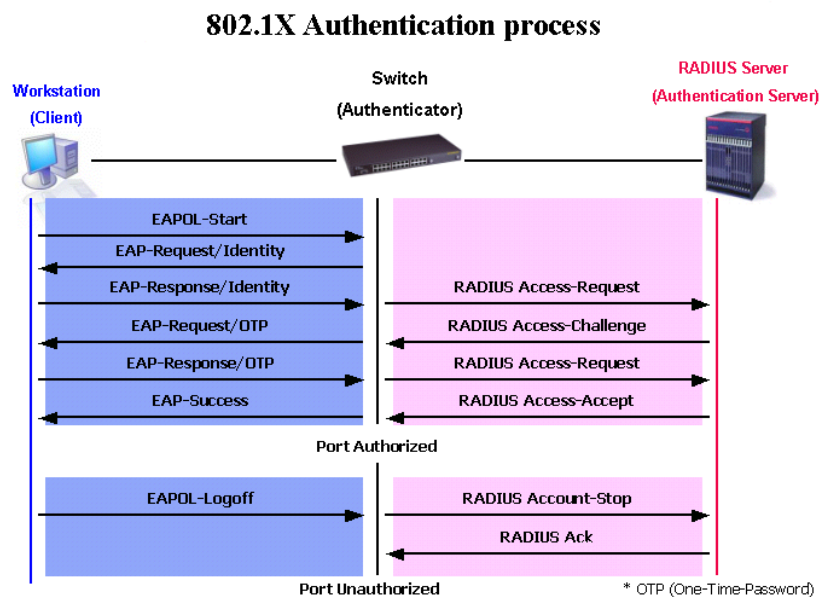 802.1X Authentication process
Workstation
(Client)
Switch
(Authenticator)
RADIUS Server
(Authentication Server)
EAPOL-Start
EAP-Request/Identity
EAP-Response/Identity
RADIUS Access-Request
EAP-Request/OTP
RADIUS Access-Challenge
EAP-Response/OTP
RADIUS Access-Request
EAP-Success
RADIUS Access-Accept
Port Authorized
EAPOL-Logoff
RADIUS Account-Stop
RADIUS Ack
Port Unauthorized
* OTP (One-Time-Password)